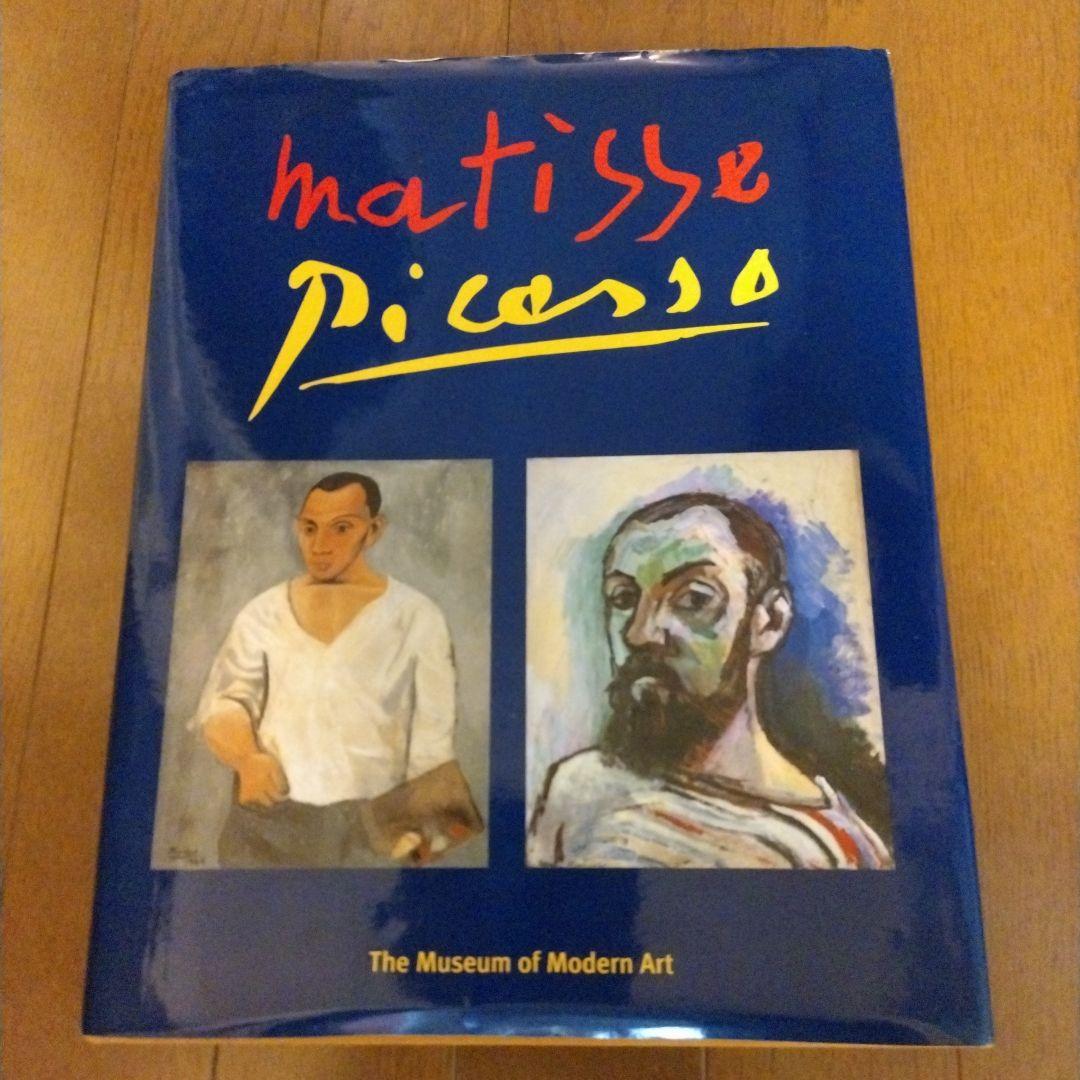 matisse
Picasso
The Museum of Modern Art